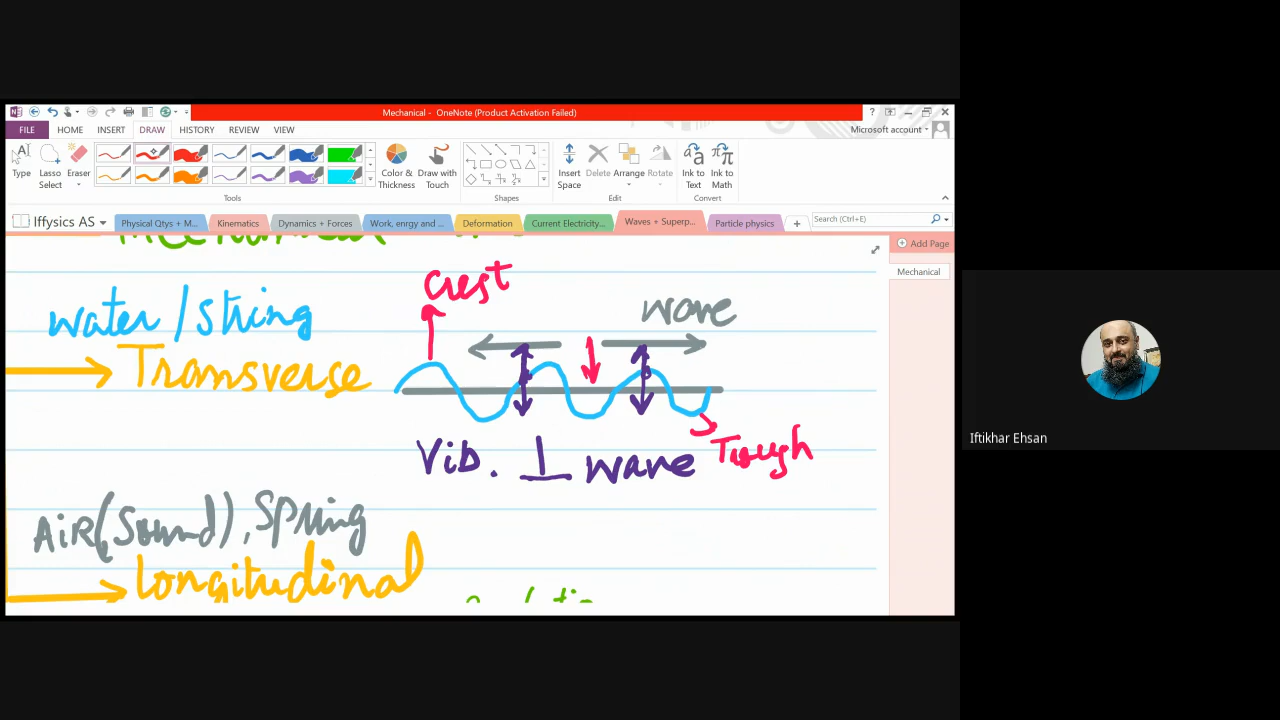 Mechanical - OneNote (Product Activation Failed)
FILE HOME INSERT DRAW HISTORY REVIEW VIEW
Microsoft account
Type Lasso Select Eraser Color & Thickness Draw with Touch Insert Space Delete Arrange Rotate Ink to Text Ink to Math
Tools Shapes Edit Convert
Iffysics AS Physical Qtys + M... Kinematics Dynamics + Forces Work, enrgy and ... Deformation Current Electricity... Waves + Superp... Particle physics Search (Ctrl+E)
Add Page
Mechanical
Crest
water / string
wave
Transverse
Vib. ⊥ wave
Trough
AiR(Sound), Spring
Longitudinal
Iftikhar Ehsan